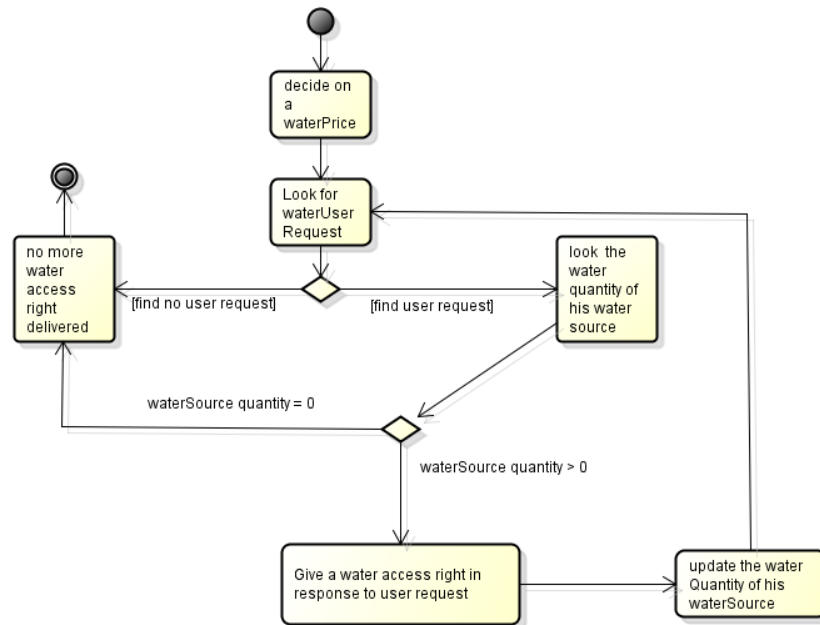 decide on
a
waterPrice
Look for
waterUser
Request
no more
water
access
right
delivered
[find no user request]
[find user request]
look the
water
quantity of
his water
source
waterSource quantity = 0
waterSource quantity > 0
Give a water access right in
response to user request
update the water
Quantity of his
waterSource